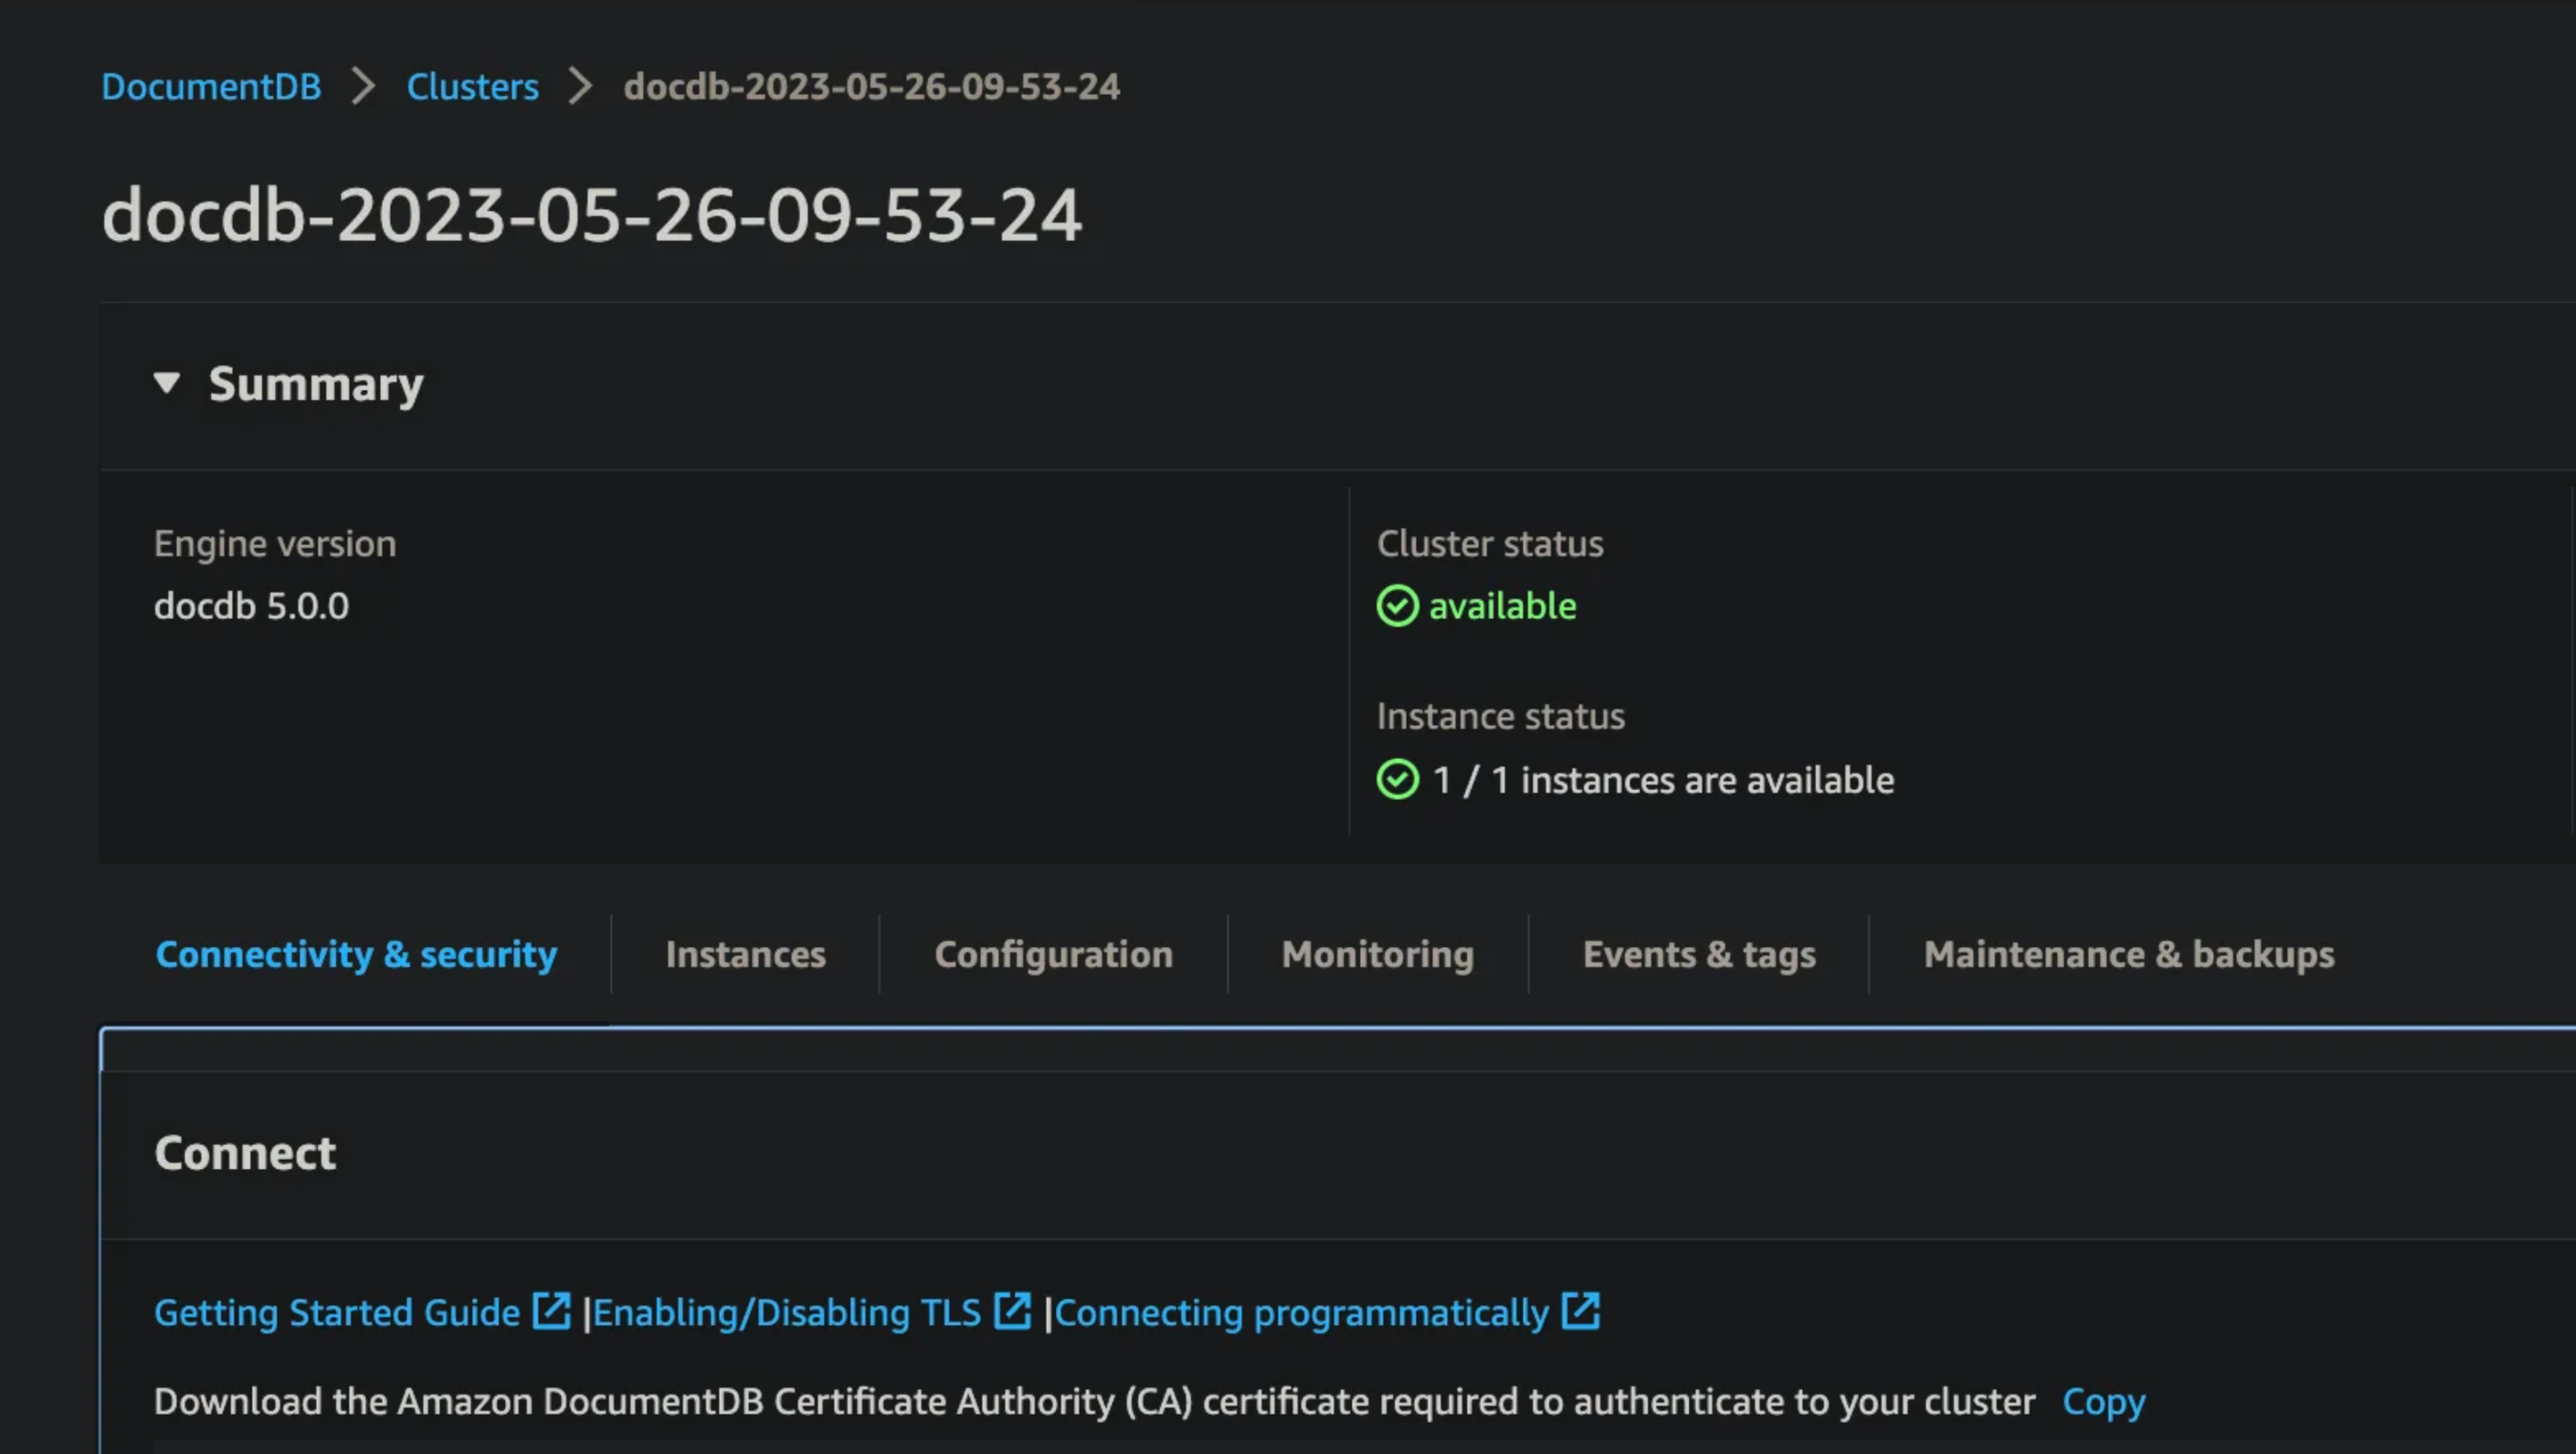 DocumentDB > Clusters > docdb-2023-05-26-09-53-24
docdb-2023-05-26-09-53-24
Summary
Engine version
docdb 5.0.0
Cluster status
available
Instance status
1 / 1 instances are available
Connectivity & security Instances Configuration Monitoring Events & tags Maintenance & backups
Connect
Getting Started Guide |Enabling/Disabling TLS |Connecting programmatically
Download the Amazon DocumentDB Certificate Authority (CA) certificate required to authenticate to your cluster Copy